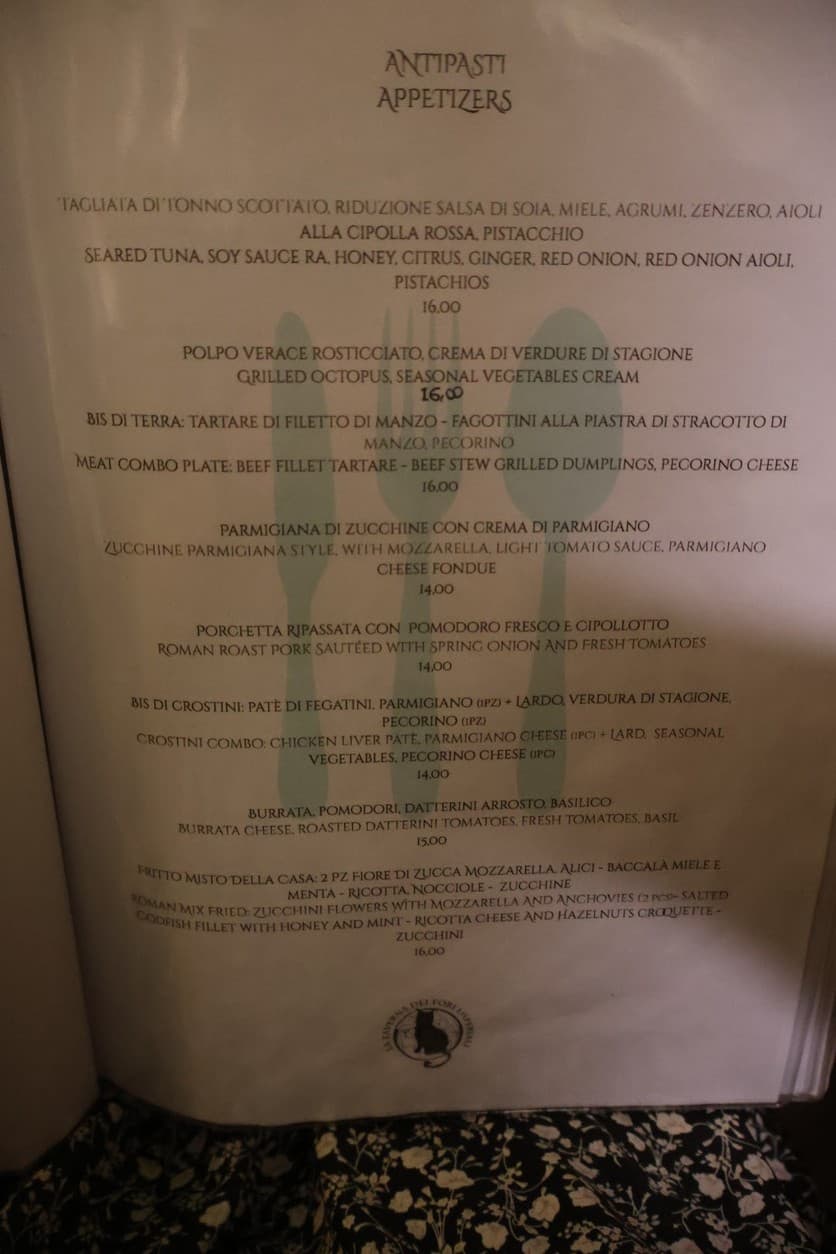 ANTIPASTI
APPETIZERS
TAGLIATA DI TONNO SCOTTATO, RIDUZIONE SALSA DI SOIA, MIELE, AGRUMI, ZENZERO, AIOLI
ALLA CIPOLLA ROSSA, PISTACCHIO
SEARED TUNA, SOY SAUCE RA, HONEY, CITRUS, GINGER, RED ONION, RED ONION AIOLI,
PISTACHIOS
16,00
POLPO VERACE ROSTICCIATO, CREMA DI VERDURE DI STAGIONE
GRILLED OCTOPUS, SEASONAL VEGETABLES CREAM
16,00
BIS DI TERRA: TARTARE DI FILETTO DI MANZO - FAGOTTINI ALLA PIASTRA DI STRACOTTO DI
MANZO, PECORINO
MEAT COMBO PLATE: BEEF FILLET TARTARE - BEEF STEW GRILLED DUMPLINGS, PECORINO CHEESE
16,00
PARMIGIANA DI ZUCCHINE CON CREMA DI PARMIGIANO
ZUCCHINE PARMIGIANA STYLE, WITH MOZZARELLA, LIGHT TOMATO SAUCE, PARMIGIANO
CHEESE FONDUE
14,00
PORCHETTA RIPASSATA CON POMODORO FRESCO E CIPOLLOTTO
ROMAN ROAST PORK SAUTÉED WITH SPRING ONION AND FRESH TOMATOES
14,00
BIS DI CROSTINI: PATÈ DI FEGATINI, PARMIGIANO (1PZ) + LARDO, VERDURA DI STAGIONE,
PECORINO (1PZ)
CROSTINI COMBO: CHICKEN LIVER PATÈ, PARMIGIANO CHEESE (1PC) + LARD, SEASONAL
VEGETABLES, PECORINO CHEESE (1PC)
14,00
BURRATA, POMODORI, DATTERINI ARROSTO, BASILICO
BURRATA CHEESE, ROASTED DATTERINI TOMATOES, FRESH TOMATOES, BASIL
15,00
FRITTO MISTO DELLA CASA: 2 PZ FIORE DI ZUCCA MOZZARELLA, ALICI - BACCALÀ MIELE E
MENTA - RICOTTA, NOCCIOLE - ZUCCHINE
ROMAN MIX FRIED: ZUCCHINI FLOWERS WITH MOZZARELLA AND ANCHOVIES (2 PCS)- SALTED
CODFISH FILLET WITH HONEY AND MINT - RICOTTA CHEESE AND HAZELNUTS CROQUETTE -
ZUCCHINI
16,00
LA TAVERNA DEI FORI IMPERIALI